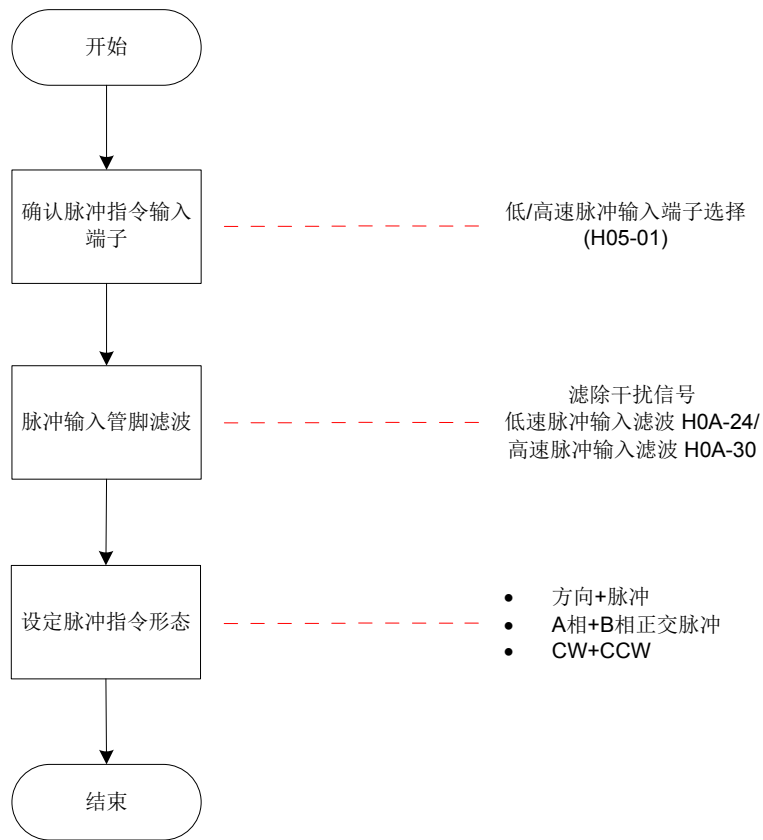 开始
确认脉冲指令输入
端子
低/高速脉冲输入端子选择
(H05-01)
脉冲输入管脚滤波
滤除干扰信号
低速脉冲输入滤波 H0A-24/
高速脉冲输入滤波 H0A-30
设定脉冲指令形态
• 方向+脉冲
• A相+B相正交脉冲
• CW+CCW
结束